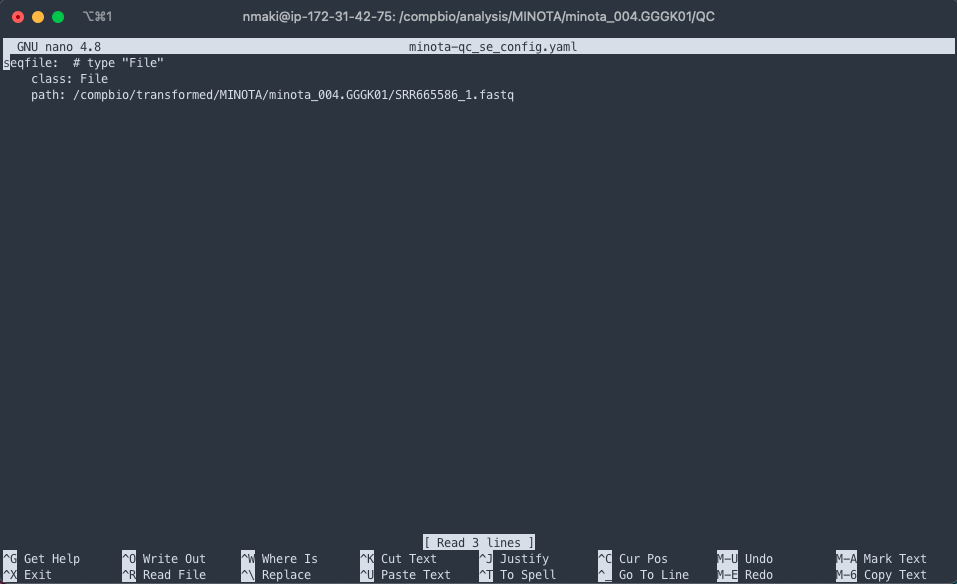 ⌥⌘1 nmaki@ip-172-31-42-75: /compbio/analysis/MINOTA/minota_004.GGGK01/QC
GNU nano 4.8 minota-qc_se_config.yaml
seqfile:  # type "File"
    class: File
    path: /compbio/transformed/MINOTA/minota_004.GGGK01/SRR665586_1.fastq
[ Read 3 lines ]
^G Get Help ^O Write Out ^W Where Is ^K Cut Text ^J Justify ^C Cur Pos M-U Undo M-A Mark Text
^X Exit ^R Read File ^\ Replace ^U Paste Text ^T To Spell ^_ Go To Line M-E Redo M-6 Copy Text